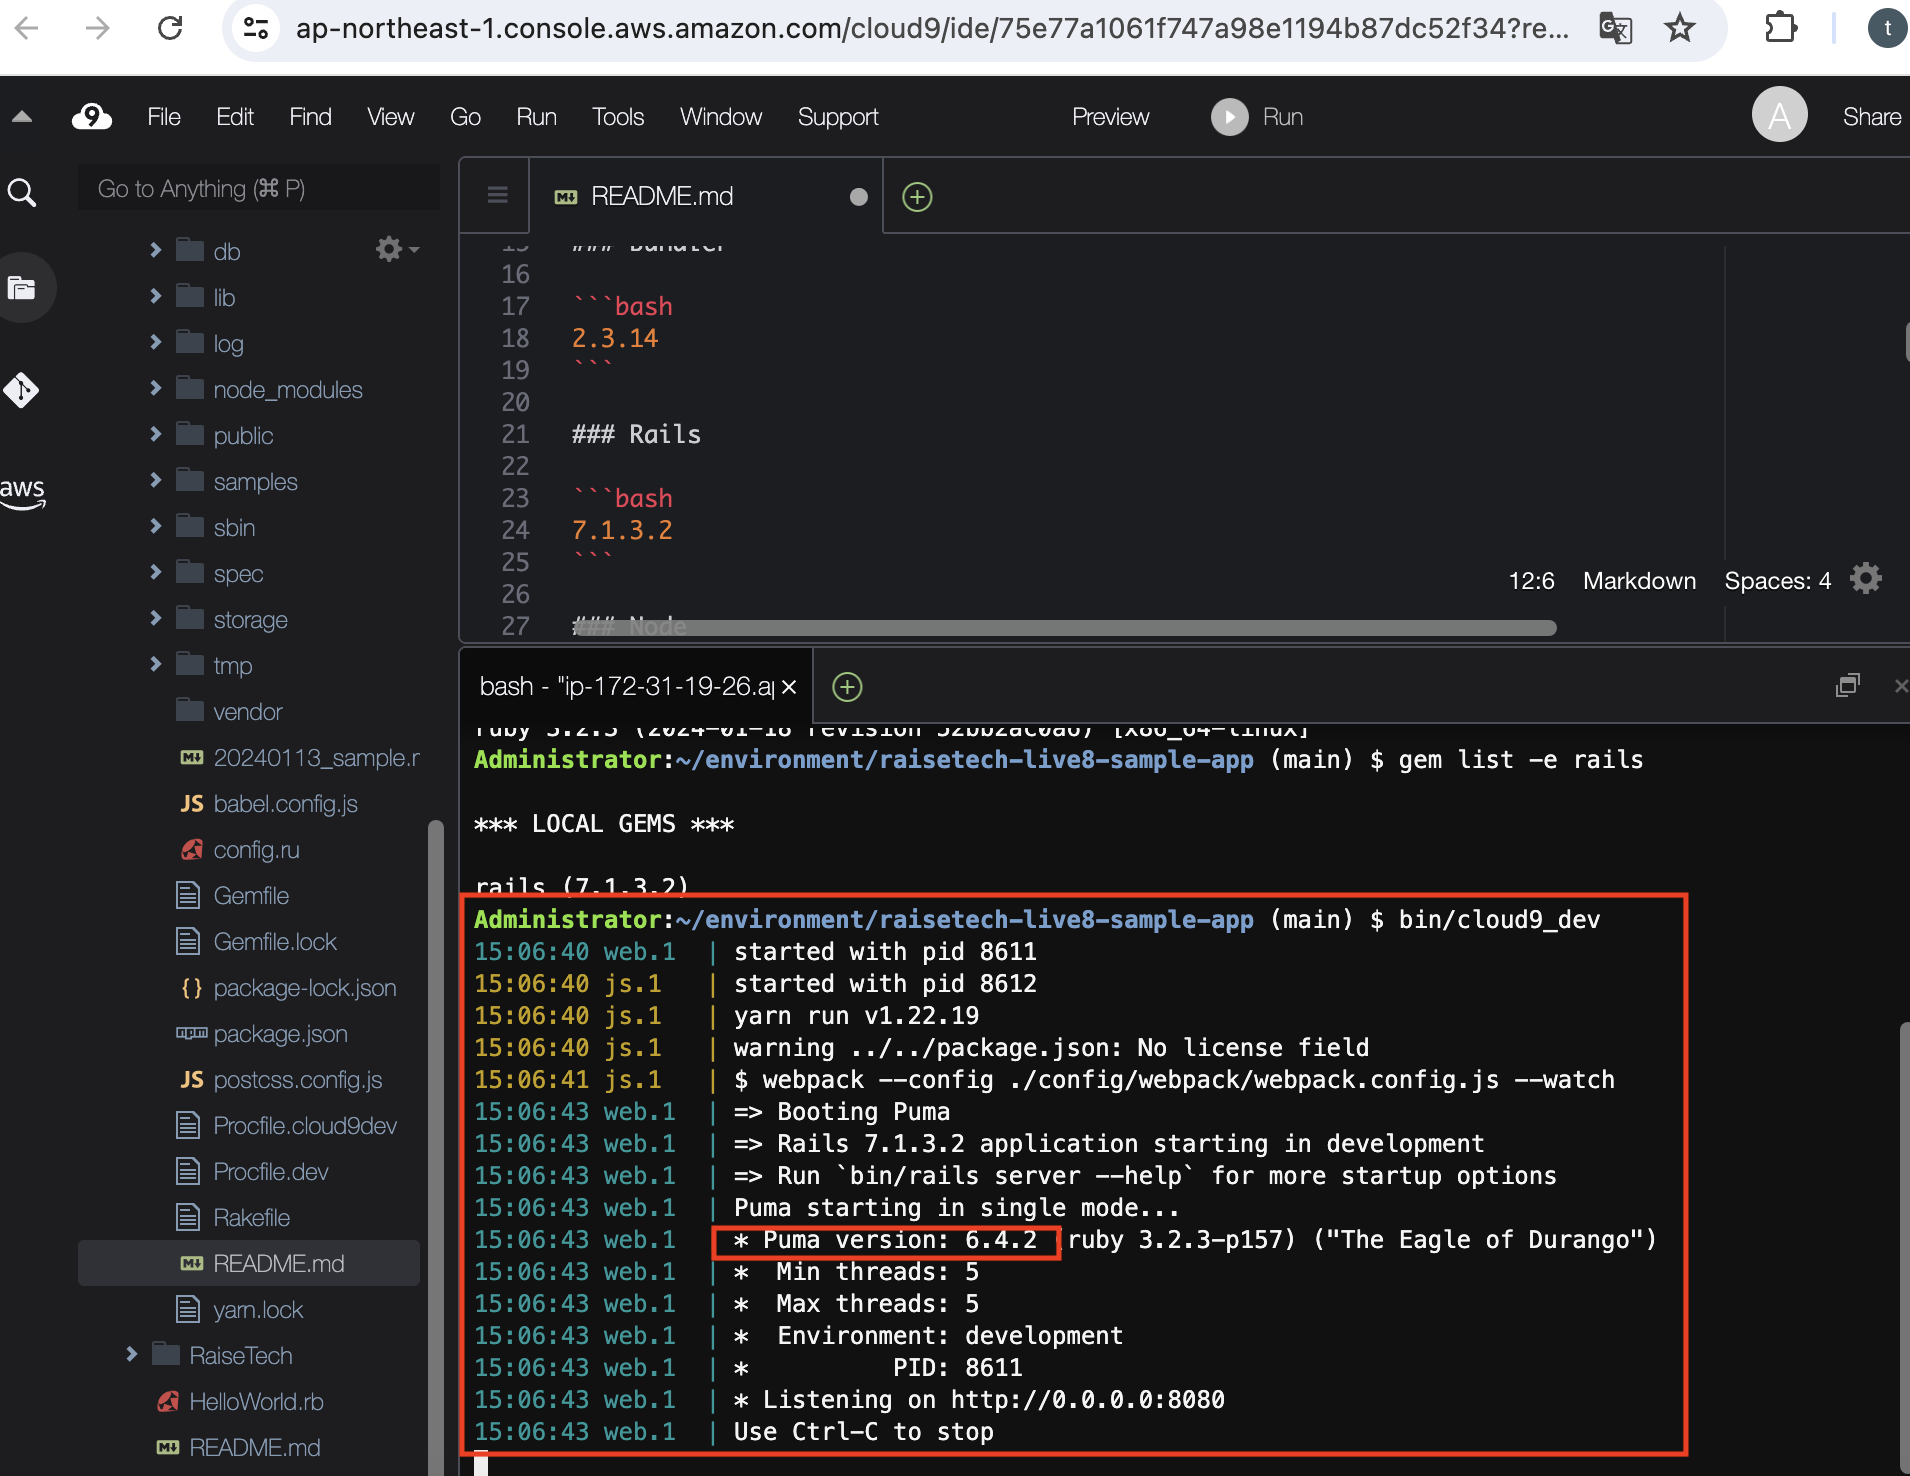 ap-northeast-1.console.aws.amazon.com/cloud9/ide/75e77a1061f747a98e1194b87dc52f34?re...
t
9 File Edit Find View Go Run Tools Window Support Preview Run A Share
Go to Anything (⌘ P)
README.md
db
lib
log
node_modules
public
samples
sbin
spec
storage
tmp
vendor
20240113_sample.r
babel.config.js
config.ru
Gemfile
Gemfile.lock
package-lock.json
package.json
postcss.config.js
Procfile.cloud9dev
Procfile.dev
Rakefile
README.md
yarn.lock
RaiseTech
HelloWorld.rb
README.md
aws
15 ### Bundler
16
17 ```bash
18 2.3.14
19 ```
20
21 ### Rails
22
23 ```bash
24 7.1.3.2
25 ```
26
27 ### Node
12:6 Markdown Spaces: 4
bash - "ip-172-31-19-26.ap
ruby 3.2.3 (2024-01-18 revision 52bb2ac0a6) [x86_64-linux]
Administrator:~/environment/raisetech-live8-sample-app (main) $ gem list -e rails
*** LOCAL GEMS ***
rails (7.1.3.2)
Administrator:~/environment/raisetech-live8-sample-app (main) $ bin/cloud9_dev
15:06:40 web.1 | started with pid 8611
15:06:40 js.1 | started with pid 8612
15:06:40 js.1 | yarn run v1.22.19
15:06:40 js.1 | warning ../../package.json: No license field
15:06:41 js.1 | $ webpack --config ./config/webpack/webpack.config.js --watch
15:06:43 web.1 | => Booting Puma
15:06:43 web.1 | => Rails 7.1.3.2 application starting in development
15:06:43 web.1 | => Run `bin/rails server --help` for more startup options
15:06:43 web.1 | Puma starting in single mode...
15:06:43 web.1 | * Puma version: 6.4.2 (ruby 3.2.3-p157) ("The Eagle of Durango")
15:06:43 web.1 | * Min threads: 5
15:06:43 web.1 | * Max threads: 5
15:06:43 web.1 | * Environment: development
15:06:43 web.1 | * PID: 8611
15:06:43 web.1 | * Listening on http://0.0.0.0:8080
15:06:43 web.1 | Use Ctrl-C to stop